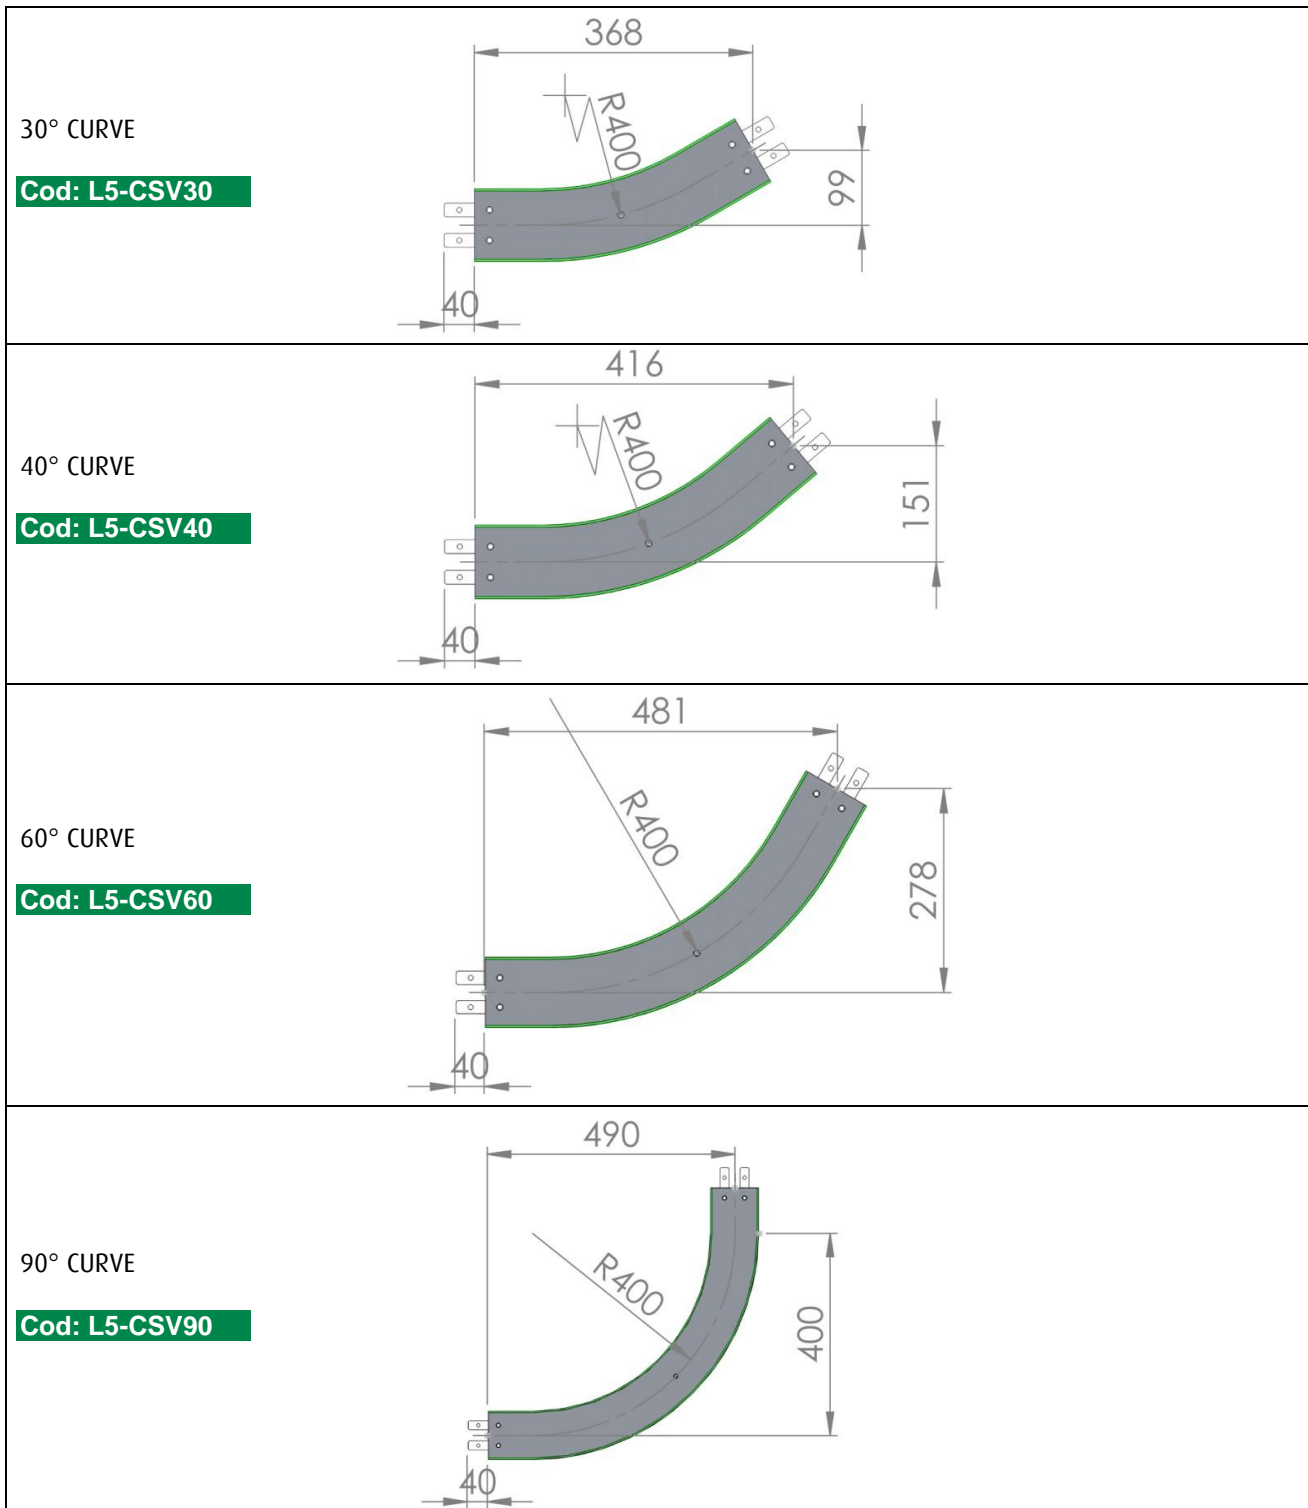 368
R400
30° CURVE
Cod: L5-CSV30
99
40
416
R400
40° CURVE
Cod: L5-CSV40
151
40
481
R400
60° CURVE
Cod: L5-CSV60
278
40
490
R400
90° CURVE
Cod: L5-CSV90
400
40